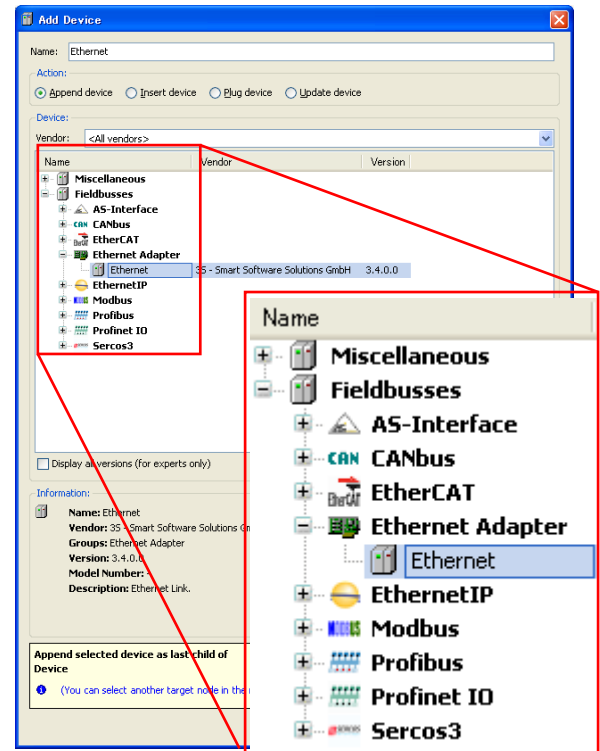 Add Device
Name: Ethernet
Action:
Append device Insert device Plug device Update device
Device:
Vendor: <All vendors>
Name Vendor Version
Miscellaneous
Fieldbusses
AS-Interface
CAN CANbus
EtherCAT EtherCAT
Ethernet Adapter
Ethernet 3S - Smart Software Solutions GmbH 3.4.0.0
EthernetIP
MODBUS Modbus
Profibus
Profinet IO
Sercos3
Display all versions (for experts only)
Information:
Name: Ethernet
Vendor: 3S - Smart Software Solutions
Groups: Ethernet Adapter
Version: 3.4.0.0
Model Number: -
Description: Ethernet Link.
Append selected device as last child of
Device
(You can select another target node in the
Name
Miscellaneous
Fieldbusses
AS-Interface
CAN CANbus
EtherCAT EtherCAT
Ethernet Adapter
Ethernet
EthernetIP
MODBUS Modbus
Profibus
Profinet IO
Sercos3